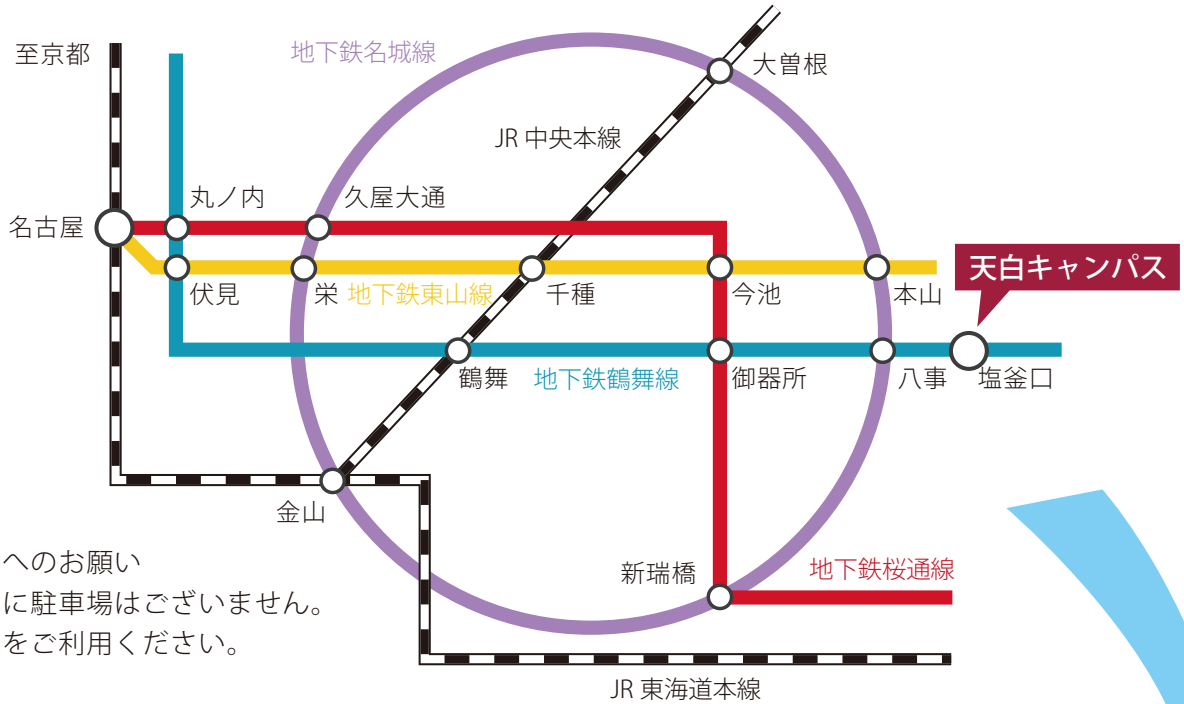 至京都
地下鉄名城線
大曽根
JR 中央本線
丸ノ内
久屋大通
名古屋
天白キャンパス
伏見
栄
地下鉄東山線
千種
今池
本山
鶴舞
地下鉄鶴舞線
御器所
八事
塩釜口
金山
へのお願い
に駐車場はございません。
をご利用ください。
新瑞橋
地下鉄桜通線
JR 東海道本線